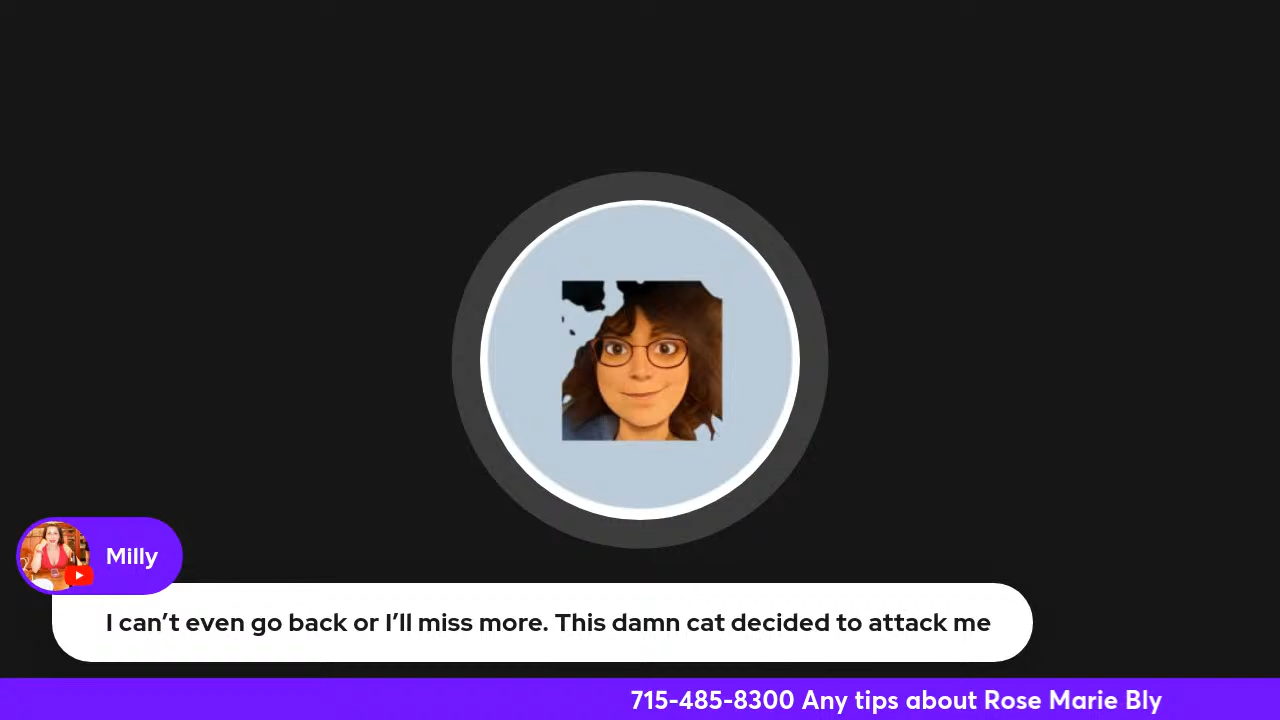 Milly
I can’t even go back or I’ll miss more. This damn cat decided to attack me
715-485-8300 Any tips about Rose Marie Bly